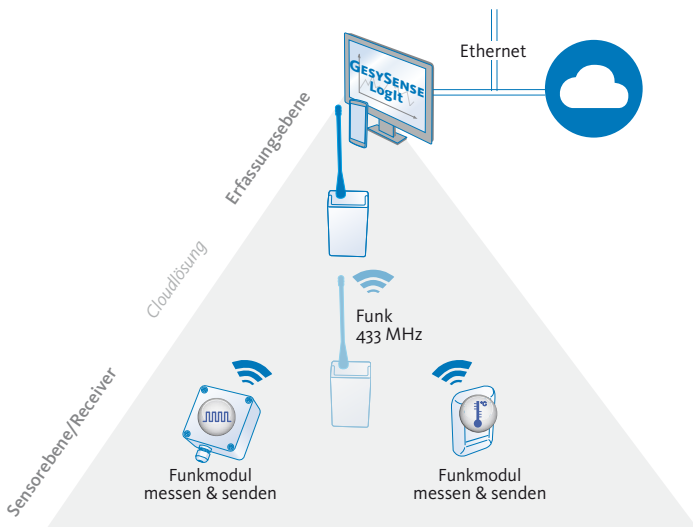 Ethernet
GESYSENSE
LogIt
Erfassungsebene
Cloudlösung
Funk
433 MHz
Sensorebene/Receiver
°C
Funkmodul
messen & senden
Funkmodul
messen & senden